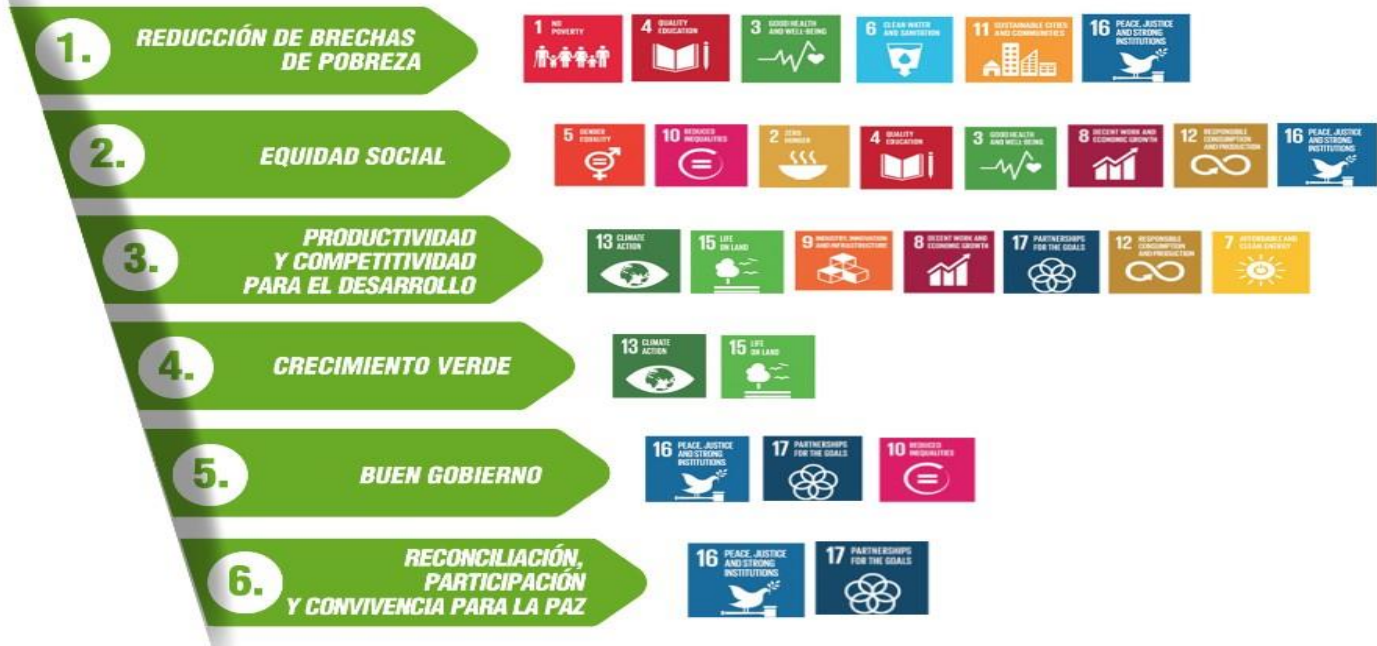 1.
REDUCCIÓN DE BRECHAS
DE POBREZA
1 NO
POVERTY
4 QUALITY
EDUCATION
3 GOOD HEALTH
AND WELL-BEING
6 CLEAN WATER
AND SANITATION
11 SUSTAINABLE CITIES
AND COMMUNITIES
16 PEACE, JUSTICE
AND STRONG
INSTITUTIONS
2.
EQUIDAD SOCIAL
5 GENDER
EQUALITY
10 REDUCED
INEQUALITIES
2 ZERO
HUNGER
4 QUALITY
EDUCATION
3 GOOD HEALTH
AND WELL-BEING
8 DECENT WORK AND
ECONOMIC GROWTH
12 RESPONSIBLE
CONSUMPTION
AND PRODUCTION
16 PEACE, JUSTICE
AND STRONG
INSTITUTIONS
3.
PRODUCTIVIDAD
Y COMPETITIVIDAD
PARA EL DESARROLLO
13 CLIMATE
ACTION
15 LIFE
ON LAND
9 INDUSTRY, INNOVATION
AND INFRASTRUCTURE
8 DECENT WORK AND
ECONOMIC GROWTH
17 PARTNERSHIPS
FOR THE GOALS
12 RESPONSIBLE
CONSUMPTION
AND PRODUCTION
7 AFFORDABLE AND
CLEAN ENERGY
4.
CRECIMIENTO VERDE
13 CLIMATE
ACTION
15 LIFE
ON LAND
5.
BUEN GOBIERNO
16 PEACE, JUSTICE
AND STRONG
INSTITUTIONS
17 PARTNERSHIPS
FOR THE GOALS
10 REDUCED
INEQUALITIES
6.
RECONCILIACIÓN,
PARTICIPACIÓN
Y CONVIVENCIA PARA LA PAZ
16 PEACE, JUSTICE
AND STRONG
INSTITUTIONS
17 PARTNERSHIPS
FOR THE GOALS